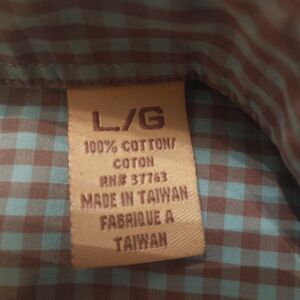 L/G
100% COTTON/
COTON
RN# 37763
MADE IN TAIWAN
FABRIQUE A
TAIWAN